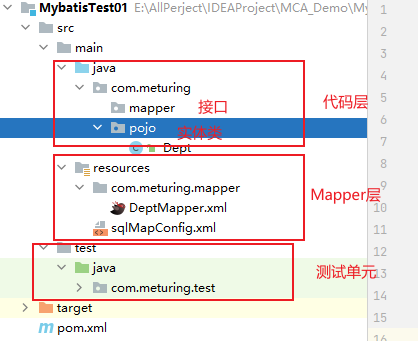 MybatisTest01 E:\AllPerject\IDEAProject\MCA_Demo\My
src
main
java
com.meturing
mapper 接口
代码层
pojo 实体类
Dept
resources
com.meturing.mapper
DeptMapper.xml
Mapper层
sqlMapConfig.xml
test
java
测试单元
com.meturing.test
target
pom.xml
1
2
3
4
5
6
7
8
9
10
11
12
13
14
15
16